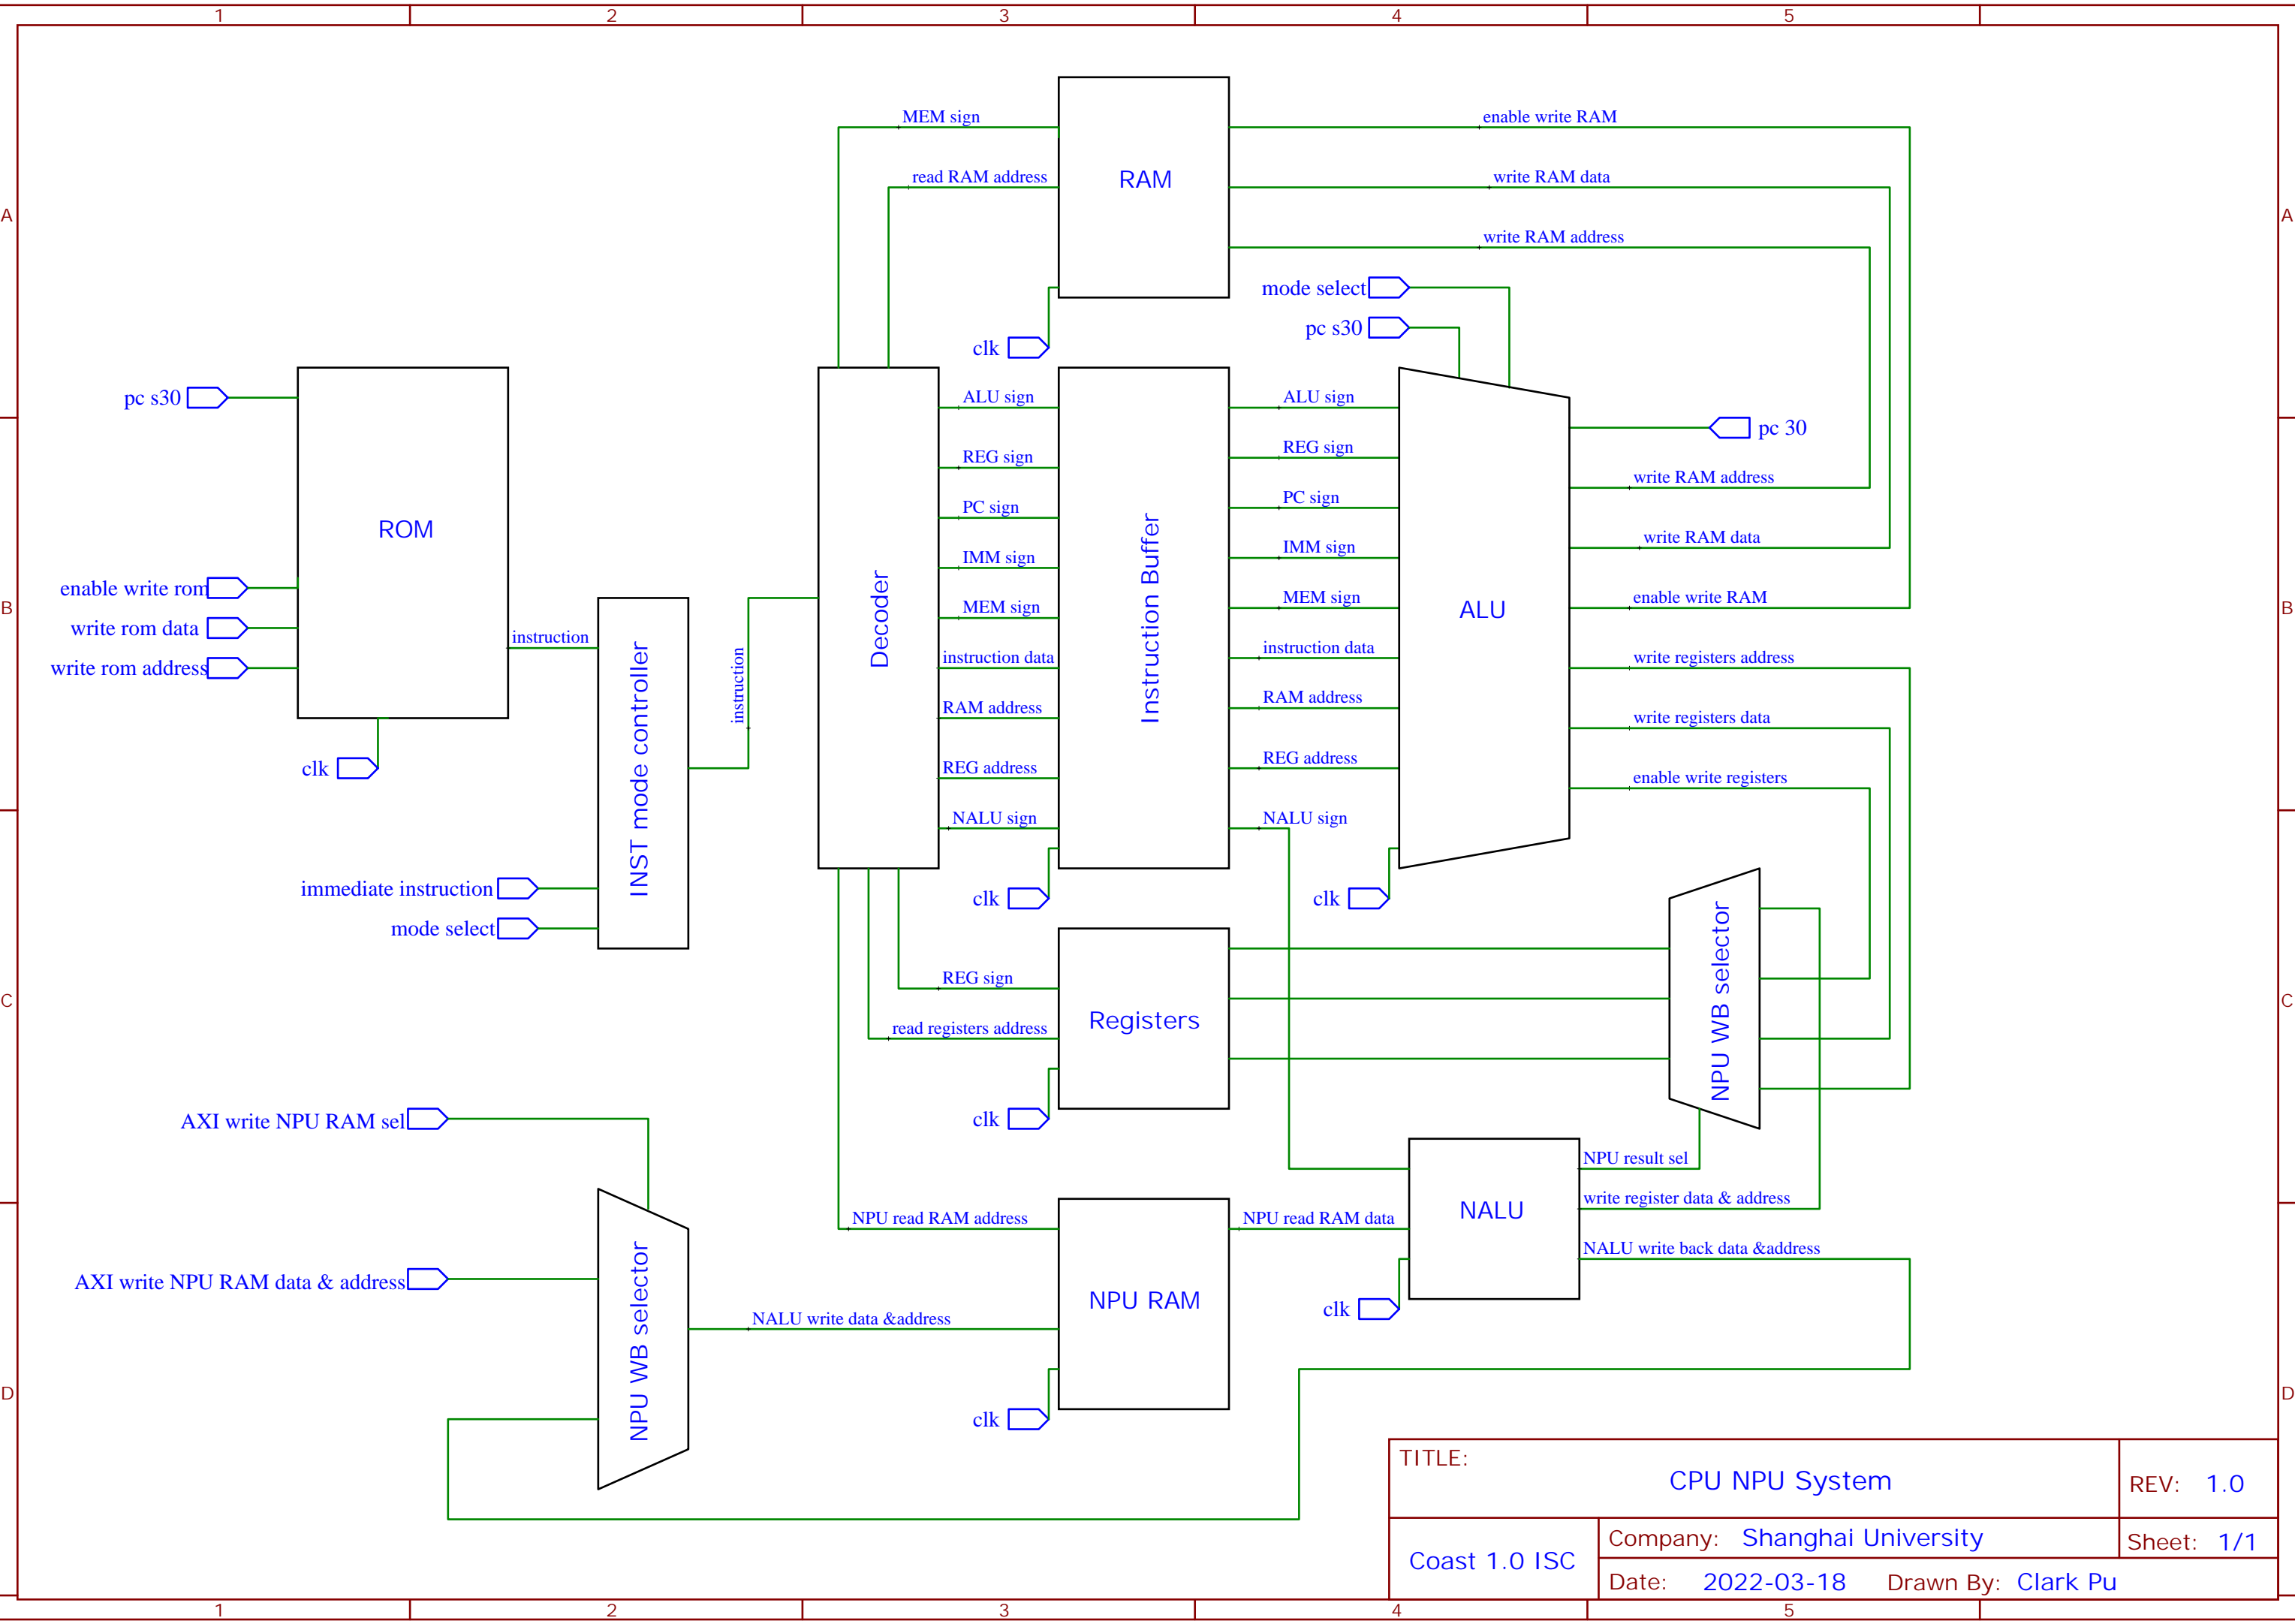 1 2 3 4 5
MEM sign
enable write RAM
read RAM address
RAM
write RAM data
A
A
write RAM address
mode select
pc s30
clk
pc s30
ALU sign
ALU sign
pc 30
REG sign
REG sign
write RAM address
PC sign
PC sign
ROM
write RAM data
IMM sign
IMM sign
enable write rom
MEM sign
MEM sign
enable write RAM
B
B
Decoder
Instruction Buffer
ALU
write rom data
instruction
write rom address
instruction
instruction data
instruction data
write registers address
RAM address
RAM address
write registers data
clk
INST mode controller
REG address
REG address
enable write registers
NALU sign
NALU sign
immediate instruction
clk
clk
mode select
REG sign
C
C
NPU WB selector
read registers address
Registers
AXI write NPU RAM sel
clk
NPU result sel
write register data & address
NALU
NPU read RAM address
NPU read RAM data
NALU write back data &address
AXI write NPU RAM data & address
NPU RAM
clk
NPU WB selector
NALU write data &address
D
D
clk
TITLE:
CPU NPU System
REV: 1.0
Coast 1.0 ISC
Company: Shanghai University
Sheet: 1/1
Date: 2022-03-18 Drawn By: Clark Pu
1 2 3 4 5